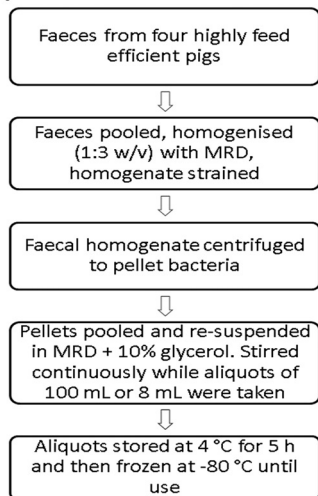 Faeces from four highly feed
efficient pigs
Faeces pooled, homogenised
(1:3 w/v) with MRD,
homogenate strained
Faecal homogenate centrifuged
to pellet bacteria
Pellets pooled and re-suspended
in MRD + 10% glycerol. Stirred
continuously while aliquots of
100 mL or 8 mL were taken
Aliquots stored at 4 °C for 5 h
and then frozen at -80 °C until
use